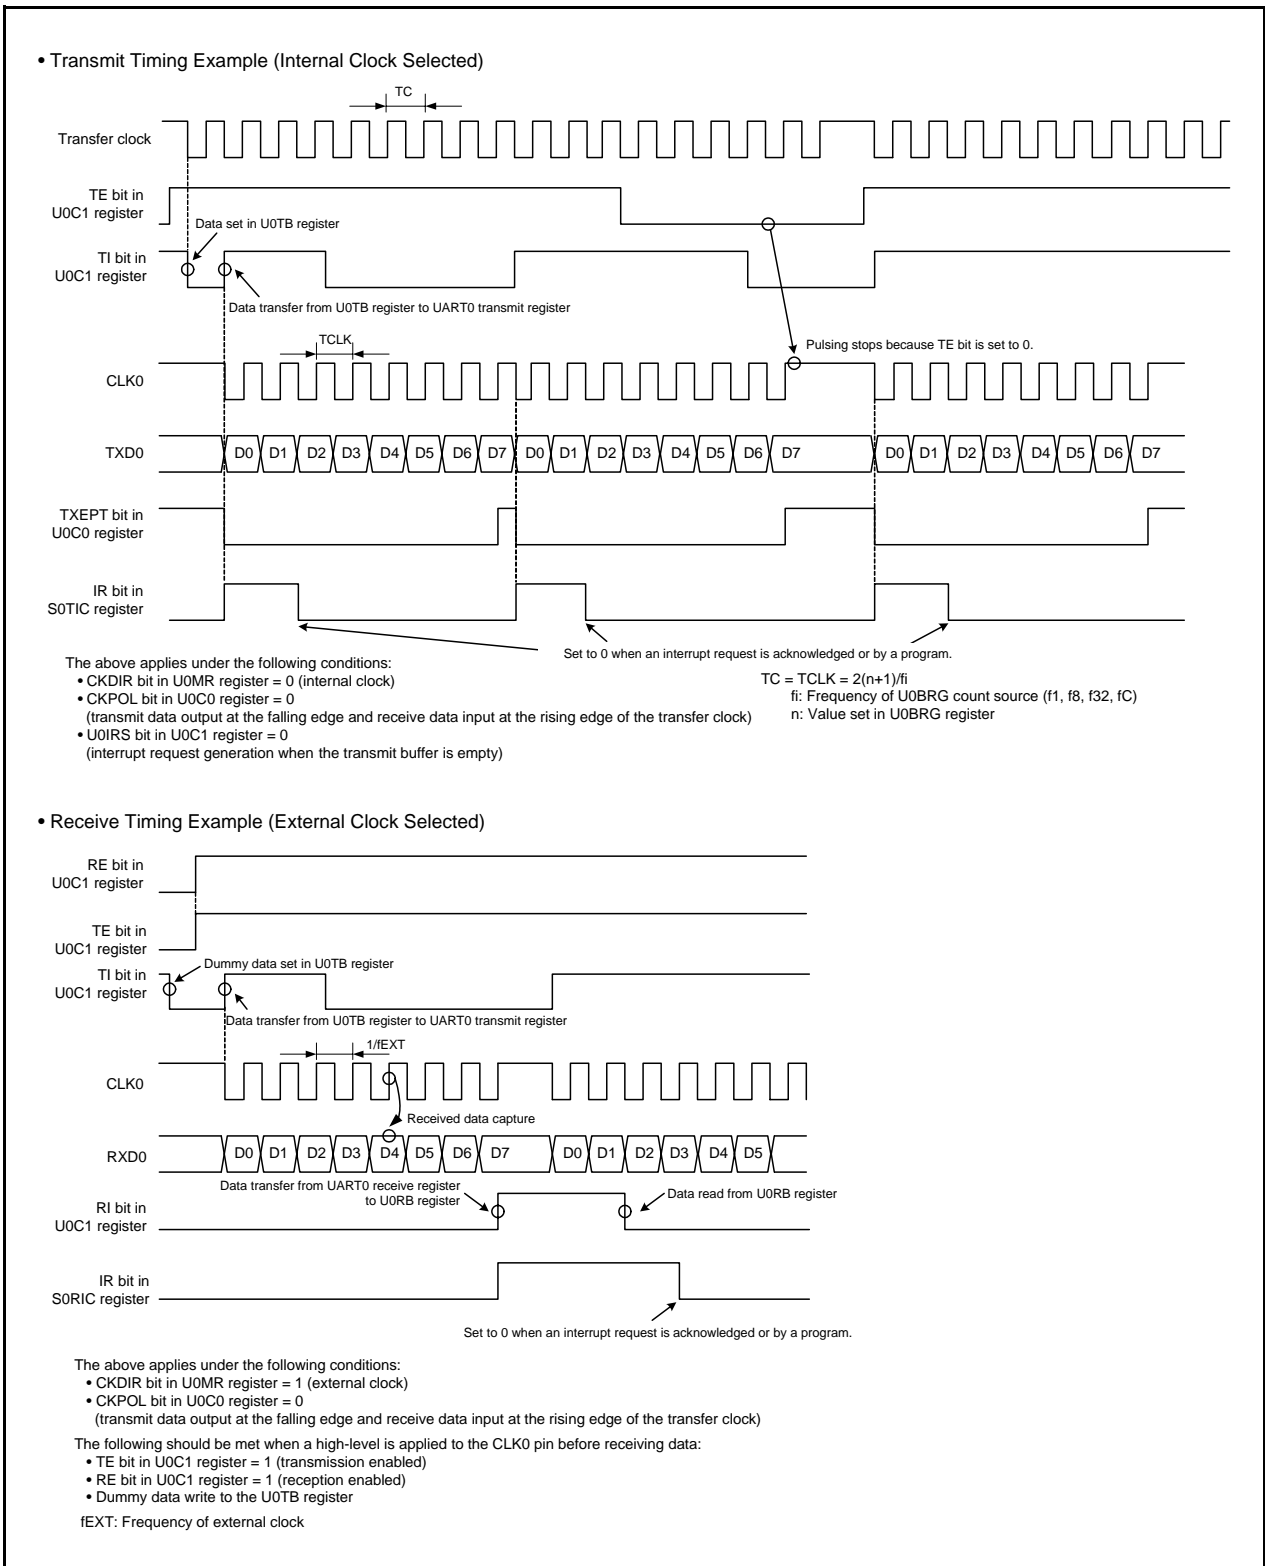 • Transmit Timing Example (Internal Clock Selected)
TC
Transfer clock
TE bit in
U0C1 register
Data set in U0TB register
TI bit in
U0C1 register
Data transfer from U0TB register to UART0 transmit register
TCLK
Pulsing stops because TE bit is set to 0.
CLK0
TXD0
D0 D1 D2 D3 D4 D5 D6 D7 D0 D1 D2 D3 D4 D5 D6 D7 D0 D1 D2 D3 D4 D5 D6 D7
TXEPT bit in
U0C0 register
IR bit in
S0TIC register
Set to 0 when an interrupt request is acknowledged or by a program.
The above applies under the following conditions:
• CKDIR bit in U0MR register = 0 (internal clock)
• CKPOL bit in U0C0 register = 0
(transmit data output at the falling edge and receive data input at the rising edge of the transfer clock)
• U0IRS bit in U0C1 register = 0
(interrupt request generation when the transmit buffer is empty)
TC = TCLK = 2(n+1)/fi
fi: Frequency of U0BRG count source (f1, f8, f32, fC)
n: Value set in U0BRG register
• Receive Timing Example (External Clock Selected)
RE bit in
U0C1 register
TE bit in
U0C1 register
Dummy data set in U0TB register
TI bit in
U0C1 register
Data transfer from U0TB register to UART0 transmit register
1/fEXT
CLK0
Received data capture
RXD0
D0 D1 D2 D3 D4 D5 D6 D7 D0 D1 D2 D3 D4 D5
Data transfer from UART0 receive register
to U0RB register
Data read from U0RB register
RI bit in
U0C1 register
IR bit in
S0RIC register
Set to 0 when an interrupt request is acknowledged or by a program.
The above applies under the following conditions:
• CKDIR bit in U0MR register = 1 (external clock)
• CKPOL bit in U0C0 register = 0
(transmit data output at the falling edge and receive data input at the rising edge of the transfer clock)
The following should be met when a high-level is applied to the CLK0 pin before receiving data:
• TE bit in U0C1 register = 1 (transmission enabled)
• RE bit in U0C1 register = 1 (reception enabled)
• Dummy data write to the U0TB register
fEXT: Frequency of external clock